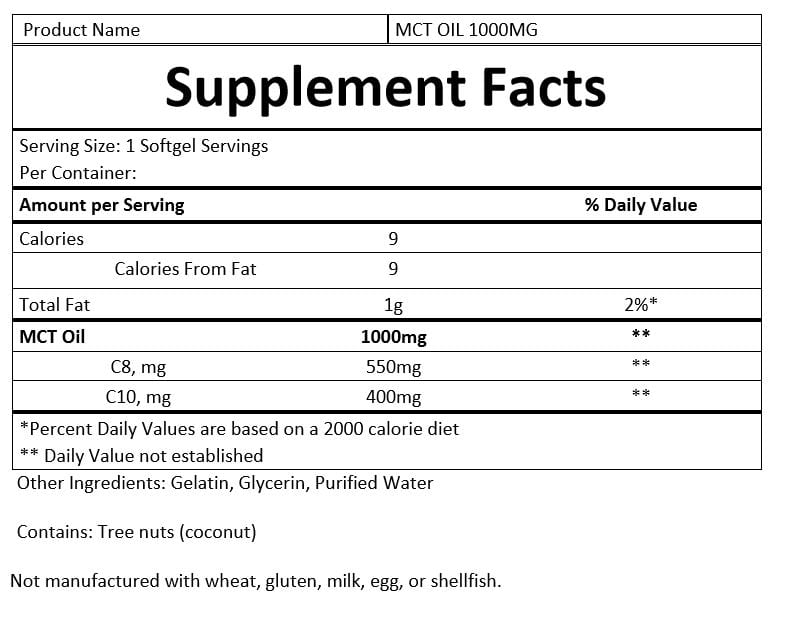 Product Name MCT OIL 1000MG
Supplement Facts
Serving Size: 1 Softgel Servings
Per Container:
Amount per Serving % Daily Value
Calories 9
Calories From Fat 9
Total Fat 1g 2%*
MCT Oil 1000mg **
C8, mg 550mg **
C10, mg 400mg **
*Percent Daily Values are based on a 2000 calorie diet
** Daily Value not established
Other Ingredients: Gelatin, Glycerin, Purified Water
Contains: Tree nuts (coconut)
Not manufactured with wheat, gluten, milk, egg, or shellfish.